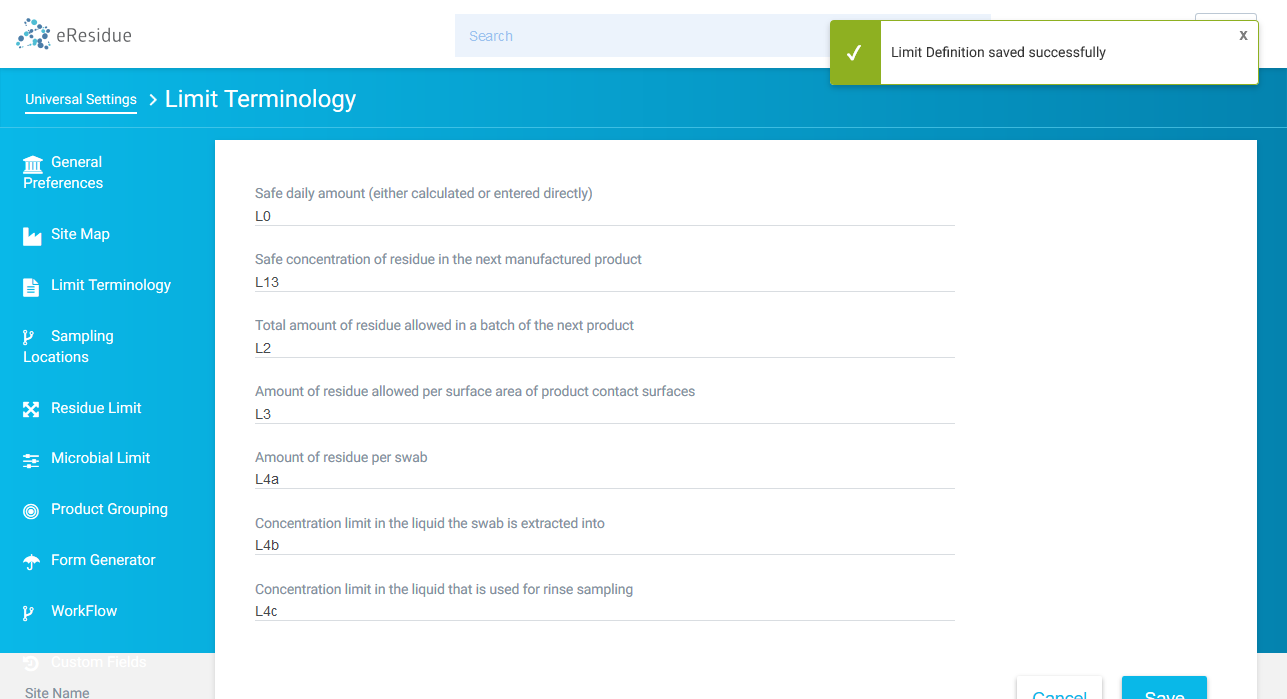 eResidue
Search
Limit Definition saved successfully
x
Universal Settings > Limit Terminology
General
Preferences
Site Map
Limit Terminology
Sampling
Locations
Residue Limit
Microbial Limit
Product Grouping
Form Generator
WorkFlow
Custom Fields
Site Name
Safe daily amount (either calculated or entered directly)
L0
Safe concentration of residue in the next manufactured product
L13
Total amount of residue allowed in a batch of the next product
L2
Amount of residue allowed per surface area of product contact surfaces
L3
Amount of residue per swab
L4a
Concentration limit in the liquid the swab is extracted into
L4b
Concentration limit in the liquid that is used for rinse sampling
L4c
Cancel
Save